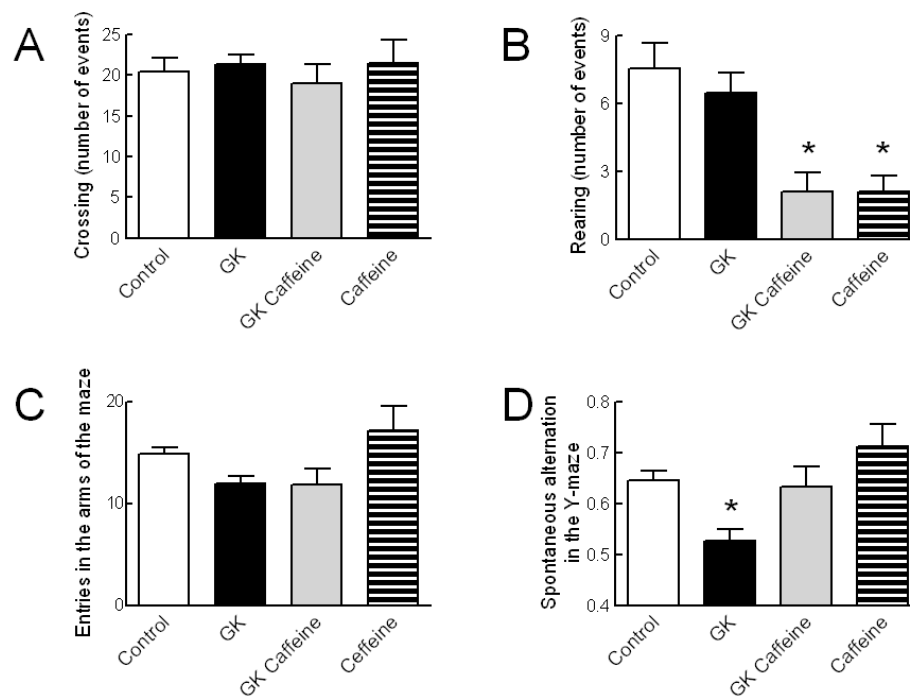 A
Crossing (number of events)
25
20
15
10
5
0
Control
GK
GK Caffeine
Caffeine
B
Rearing (number of events)
9
6
3
0
*
*
Control
GK
GK Caffeine
Caffeine
C
Entries in the arms of the maze
20
10
0
Control
GK
GK Caffeine
Ceffeine
D
Spontaneous alternation
in the Y-maze
0.8
0.7
0.6
0.5
0.4
*
Control
GK
GK Caffeine
Caffeine